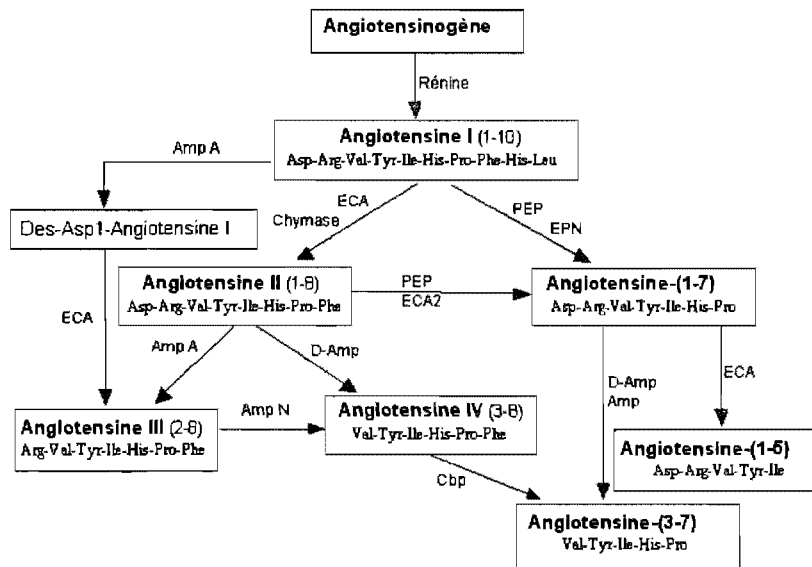 Angiotensinogène
Rénine
Angiotensine I (1-10)
Asp-Arg-Val-Tyr-Ile-His-Pro-Phe-His-Leu
Amp A
ECA
Chymase
PEP
EPN
Des-Asp1-Angiotensine I
Angiotensine II (1-8)
Asp-Arg-Val-Tyr-Ile-His-Pro-Phe
PEP
ECA2
Angiotensine-(1-7)
Asp-Arg-Val-Tyr-Ile-His-Pro
ECA
Amp A
D-Amp
D-Amp
Amp
ECA
Angiotensine III (2-8)
Arg-Val-Tyr-Ile-His-Pro-Phe
Amp N
Angiotensine IV (3-8)
Val-Tyr-Ile-His-Pro-Phe
Angiotensine-(1-5)
Asp-Arg-Val-Tyr-Ile
Cbp
Angiotensine-(3-7)
Val-Tyr-Ile-His-Pro